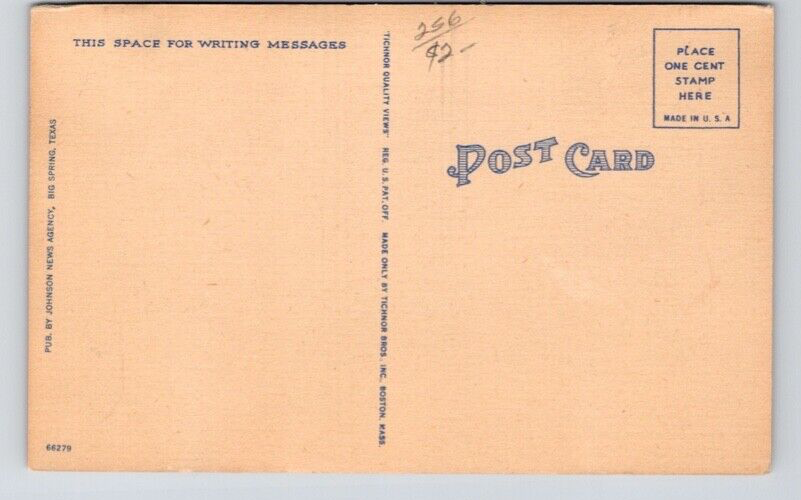 THIS SPACE FOR WRITING MESSAGES
256
42-
PLACE
ONE CENT
STAMP
HERE
MADE IN U. S. A
POST CARD
"TICHNOR QUALITY VIEWS" REG. U. S. PAT. OFF. MADE ONLY BY TICHNOR BROS. INC., BOSTON, MASS.
PUB. BY JOHNSON NEWS AGENCY, BIG SPRING, TEXAS
66279